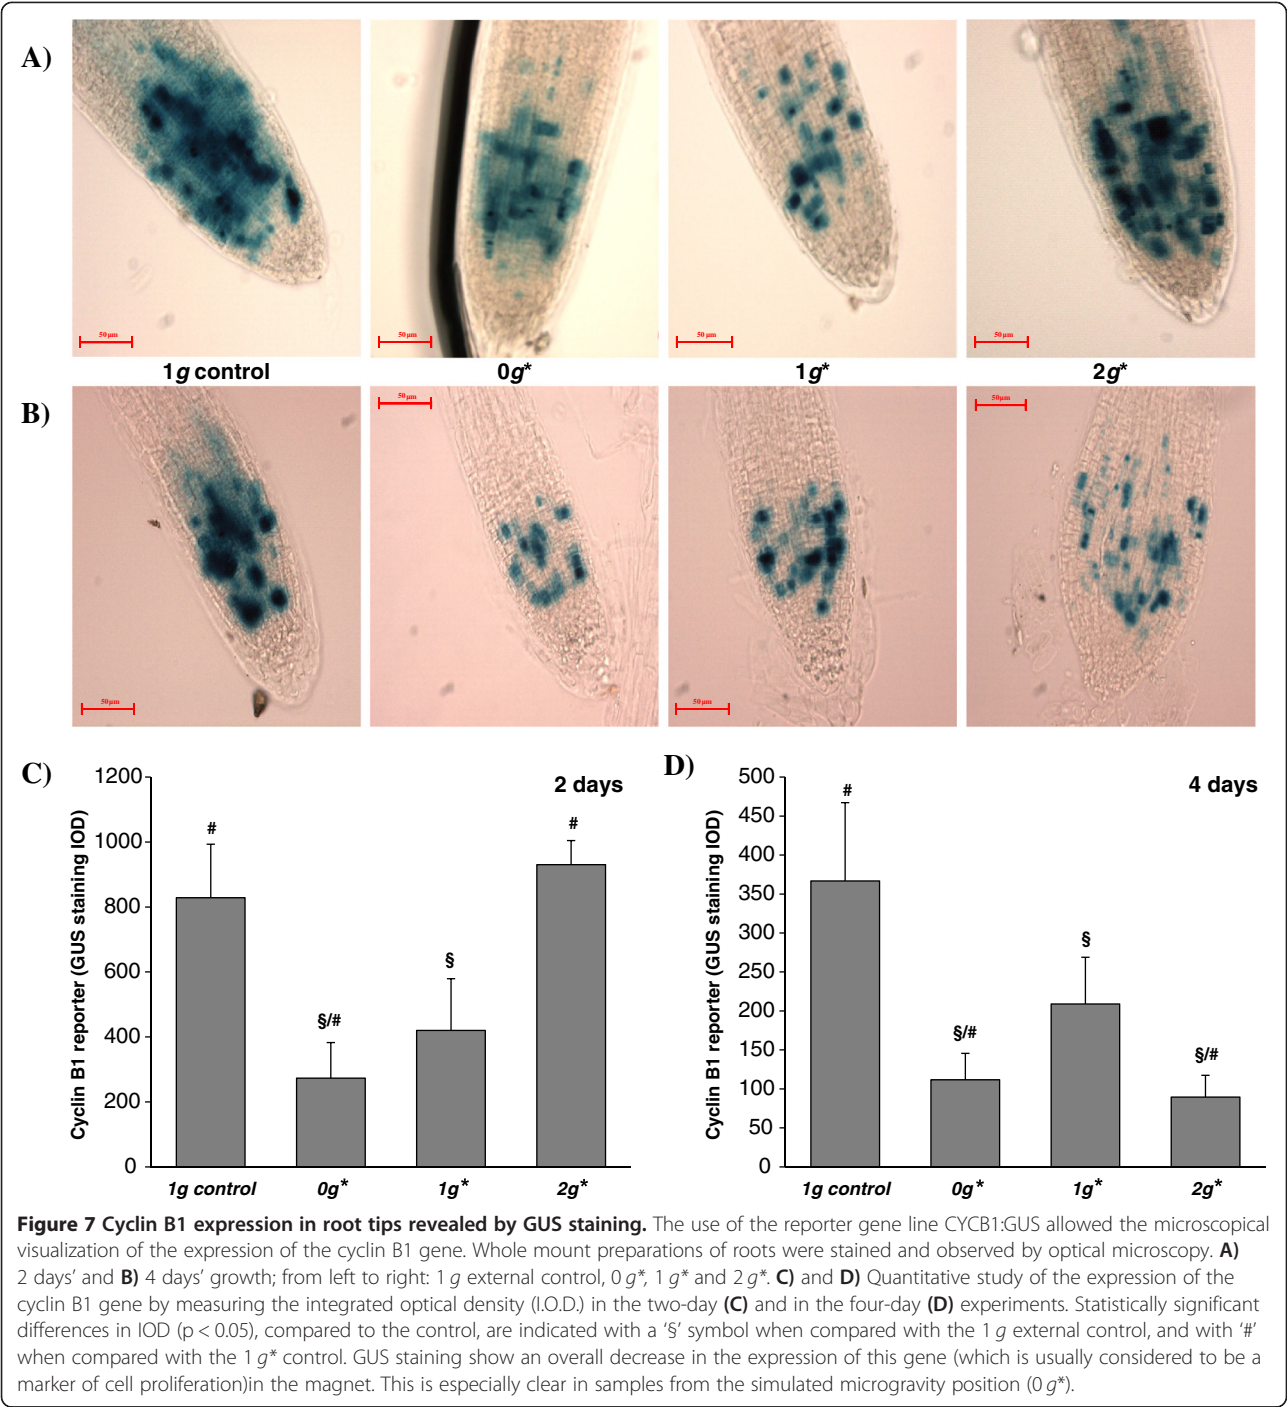 A)
50 µm
50 µm
50 µm
50 µm
1g control
0g*
1g*
2g*
B)
50µm
50µm
50µm
50µm
C)
2 days
Cyclin B1 reporter (GUS staining IOD)
1200
1000
800
600
400
200
0
#
§/#
§
#
1g control
0g*
1g*
2g*
D)
4 days
Cyclin B1 reporter (GUS staining IOD)
500
450
400
350
300
250
200
150
100
50
0
#
§/#
§
§/#
1g control
0g*
1g*
2g*
Figure 7 Cyclin B1 expression in root tips revealed by GUS staining. The use of the reporter gene line CYCB1:GUS allowed the microscopical
visualization of the expression of the cyclin B1 gene. Whole mount preparations of roots were stained and observed by optical microscopy. A)
2 days' and B) 4 days' growth; from left to right: 1 g external control, 0 g*, 1 g* and 2 g*. C) and D) Quantitative study of the expression of the
cyclin B1 gene by measuring the integrated optical density (I.O.D.) in the two-day (C) and in the four-day (D) experiments. Statistically significant
differences in IOD (p < 0.05), compared to the control, are indicated with a '§' symbol when compared with the 1 g external control, and with '#'
when compared with the 1 g* control. GUS staining show an overall decrease in the expression of this gene (which is usually considered to be a
marker of cell proliferation)in the magnet. This is especially clear in samples from the simulated microgravity position (0 g*).